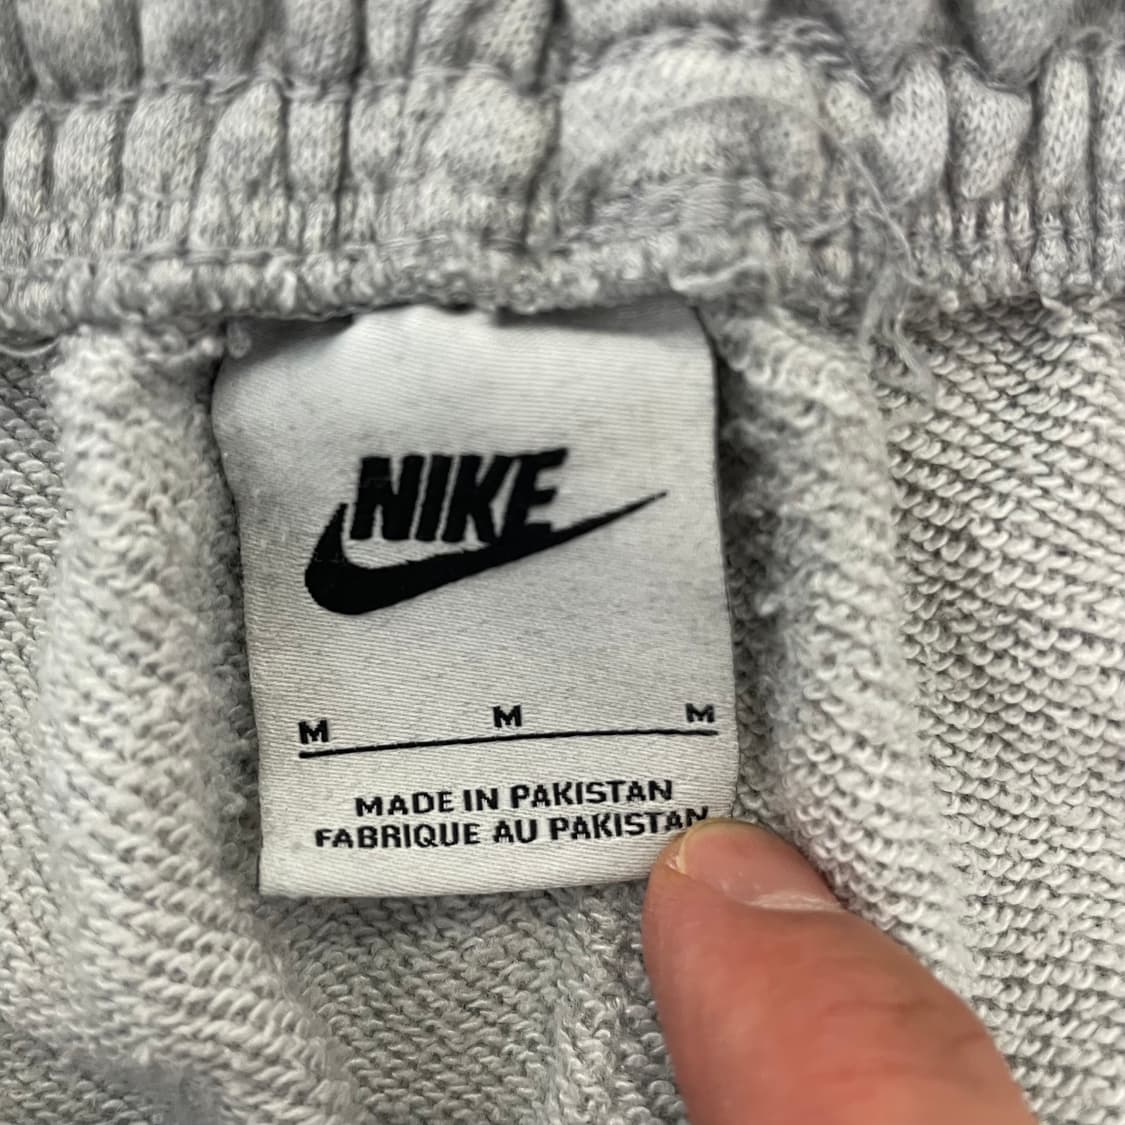 NIKE
M M M
MADE IN PAKISTAN
FABRIQUE AU PAKISTAN